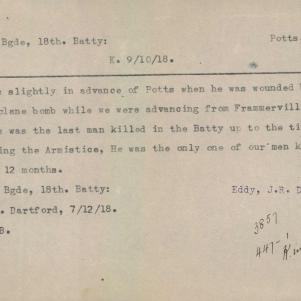 Bgde, 18th. Batty: Potts
K. 9/10/18.
slightly in advance of Potts when he was wounded
plane bomb while we were advancing from Frammervill
was the last man killed in the Batty up to the ti
ing the Armistice, He was the only one of our men k
12 months.
Bgde, 18th. Batty: Eddy, J.R. D
. Dartford, 7/12/18.
B.
3857
447-